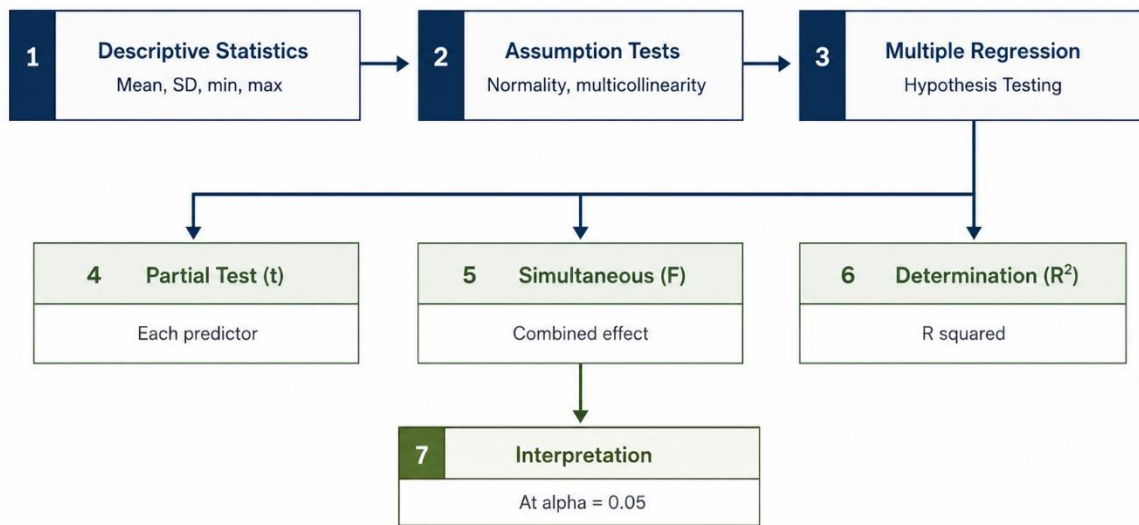 1
Descriptive Statistics
Mean, SD, min, max
2
Assumption Tests
Normality, multicollinearity
3
Multiple Regression
Hypothesis Testing
4 Partial Test (t)
Each predictor
5 Simultaneous (F)
Combined effect
6 Determination (R²)
R squared
7 Interpretation
At alpha = 0.05